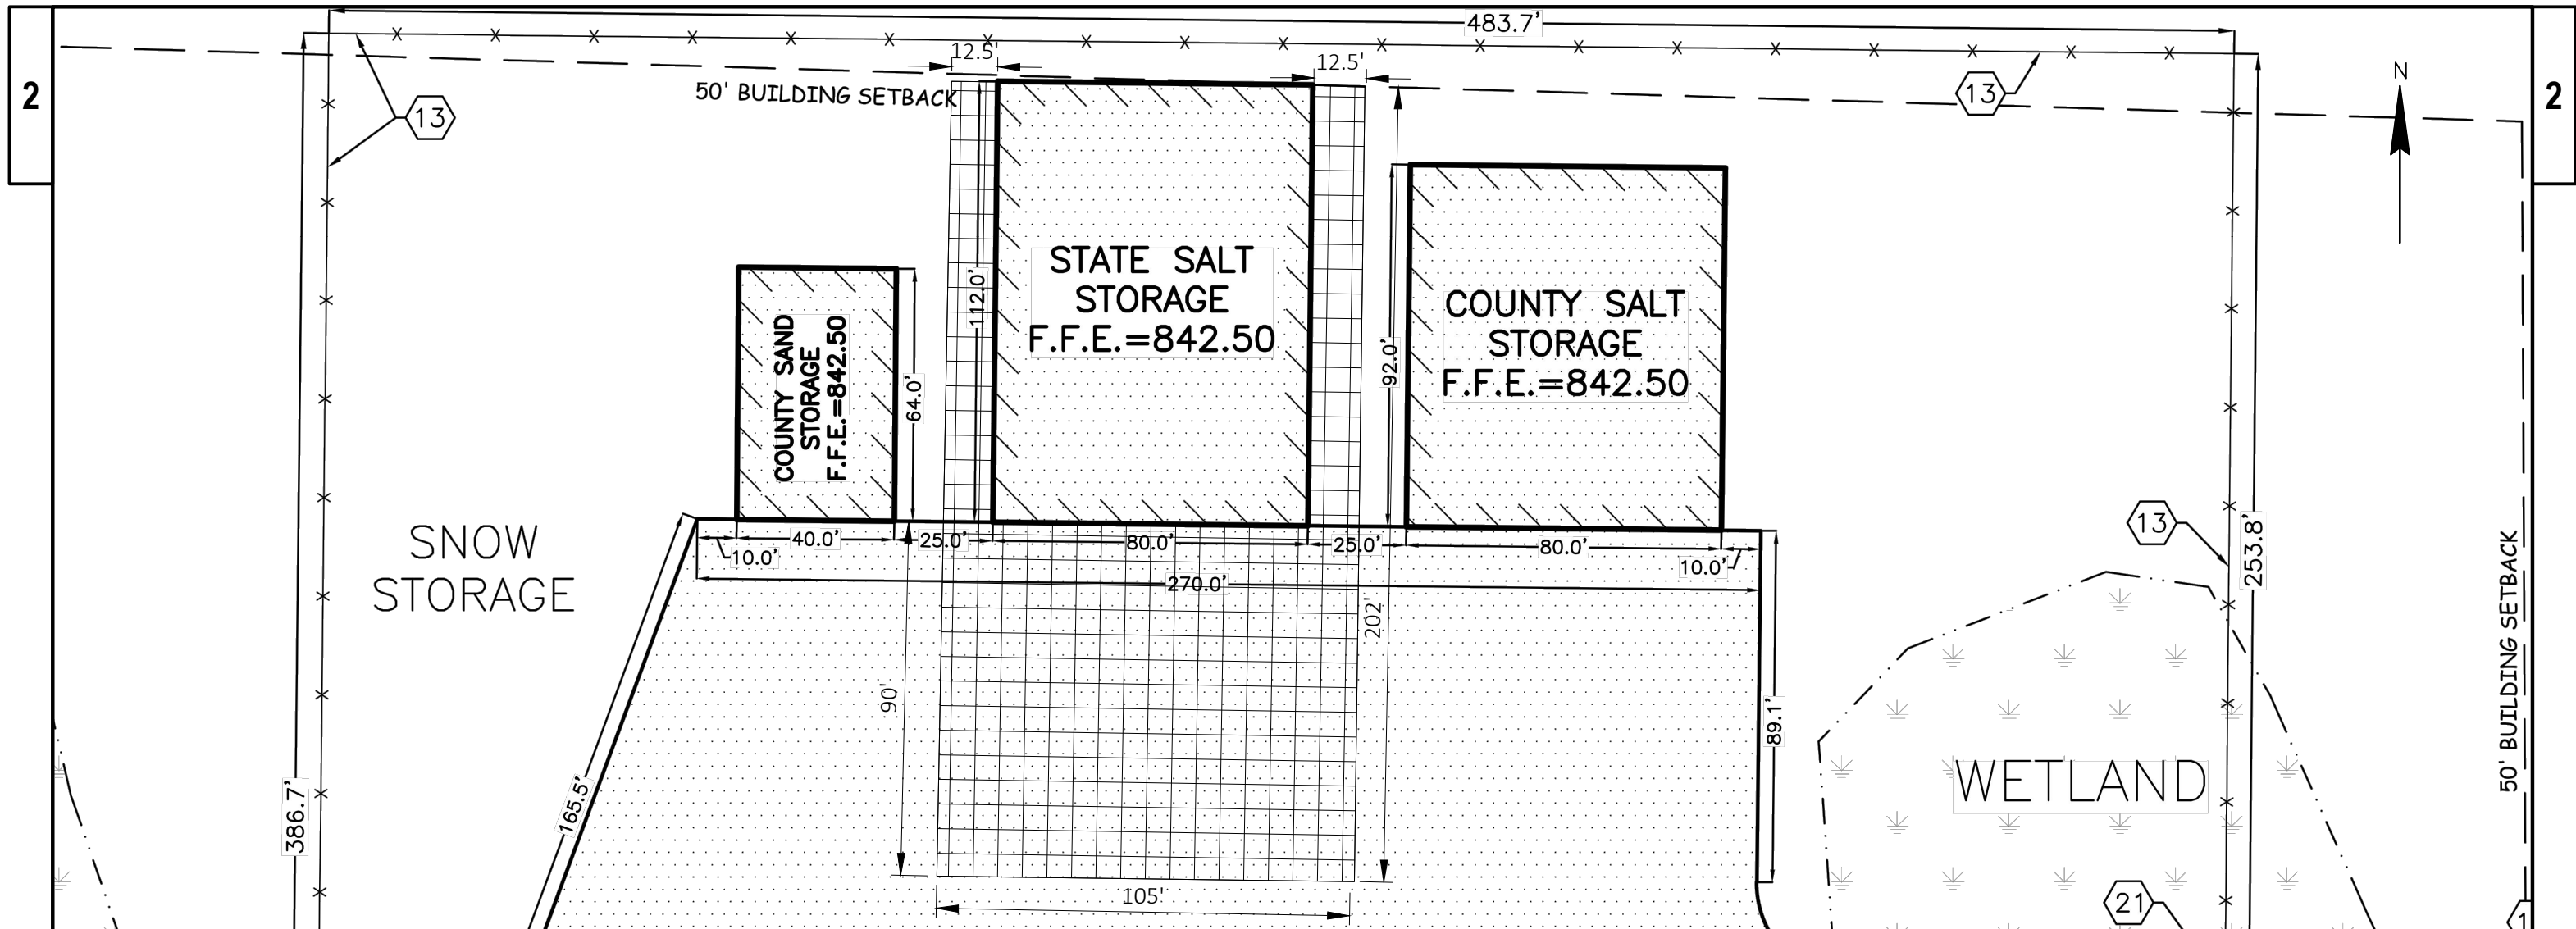 483.7'
12.5'
12.5'
2
50' BUILDING SETBACK
13
13
N
2
STATE SALT
STORAGE
F.F.E.=842.50
112.0'
COUNTY SALT
STORAGE
F.F.E.=842.50
92.0'
COUNTY SAND
STORAGE
F.F.E.=842.50
64.0'
SNOW
STORAGE
10.0'
40.0'
25.0'
80.0'
25.0'
80.0'
10.0'
270.0'
13
253.8'
50' BUILDING SETBACK
202'
90'
89.1'
165.5'
386.7'
WETLAND
105'
21